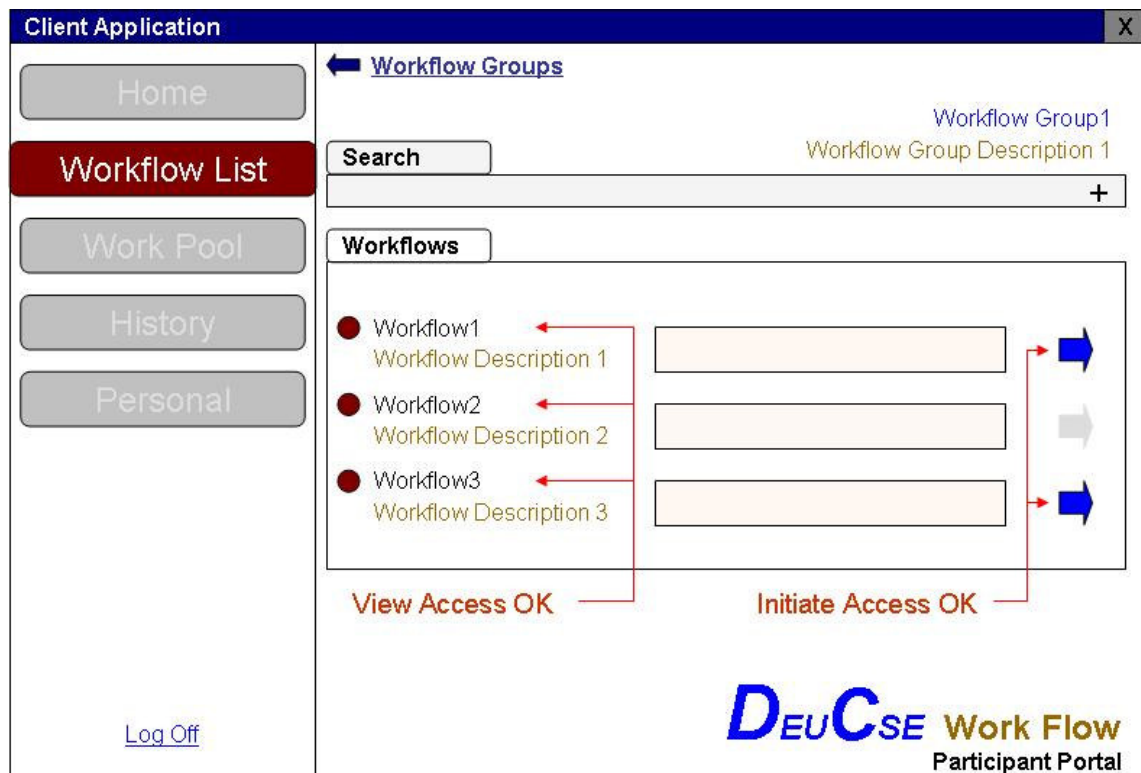 Client Application
X
Home
Workflow List
Work Pool
History
Personal
Log Off
Workflow Groups
Workflow Group1
Workflow Group Description 1
Search
+
Workflows
Workflow1
Workflow Description 1
Workflow2
Workflow Description 2
Workflow3
Workflow Description 3
View Access OK
Initiate Access OK
DEUCSE Work Flow
Participant Portal